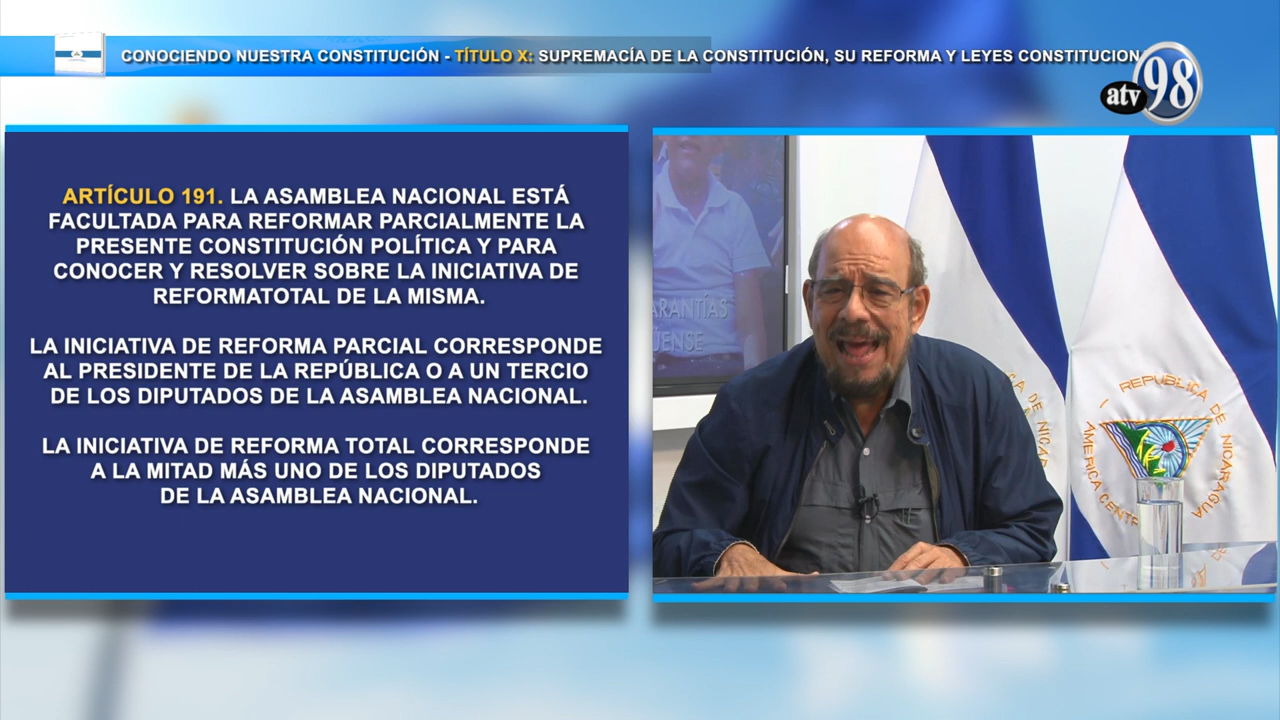 CONOCIENDO NUESTRA CONSTITUCIÓN - TÍTULO X: SUPREMACÍA DE LA CONSTITUCIÓN, SU REFORMA Y LEYES CONSTITUCION
atv 98
ARTÍCULO 191. LA ASAMBLEA NACIONAL ESTÁ
FACULTADA PARA REFORMAR PARCIALMENTE LA
PRESENTE CONSTITUCIÓN POLÍTICA Y PARA
CONOCER Y RESOLVER SOBRE LA INICIATIVA DE
REFORMATOTAL DE LA MISMA.
LA INICIATIVA DE REFORMA PARCIAL CORRESPONDE
AL PRESIDENTE DE LA REPÚBLICA O A UN TERCIO
DE LOS DIPUTADOS DE LA ASAMBLEA NACIONAL.
LA INICIATIVA DE REFORMA TOTAL CORRESPONDE
A LA MITAD MÁS UNO DE LOS DIPUTADOS
DE LA ASAMBLEA NACIONAL.
ARANTÍAS
ÜENSE
REPÚBLICA DE NICARAGUA
AMERICA CENT